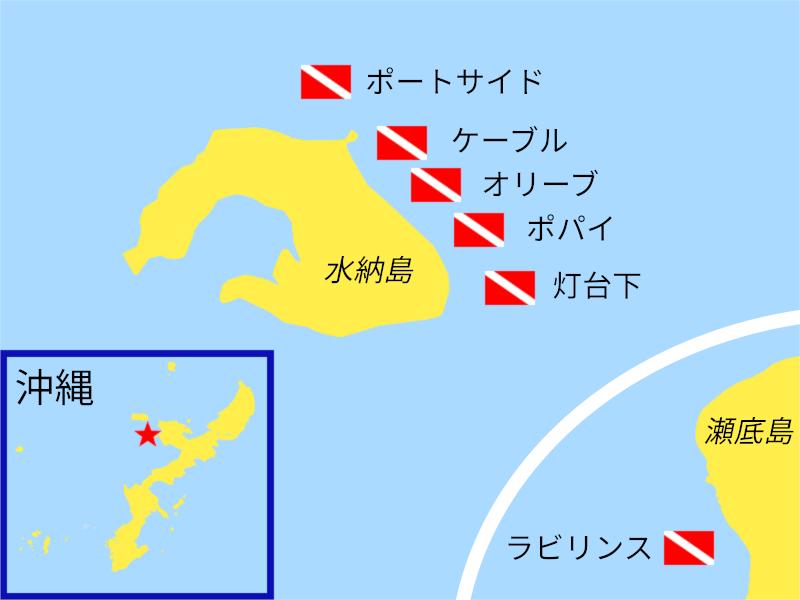 ポートサイド
ケーブル
オリーブ
ポパイ
水納島
灯台下
沖縄
瀬底島
ラビリンス